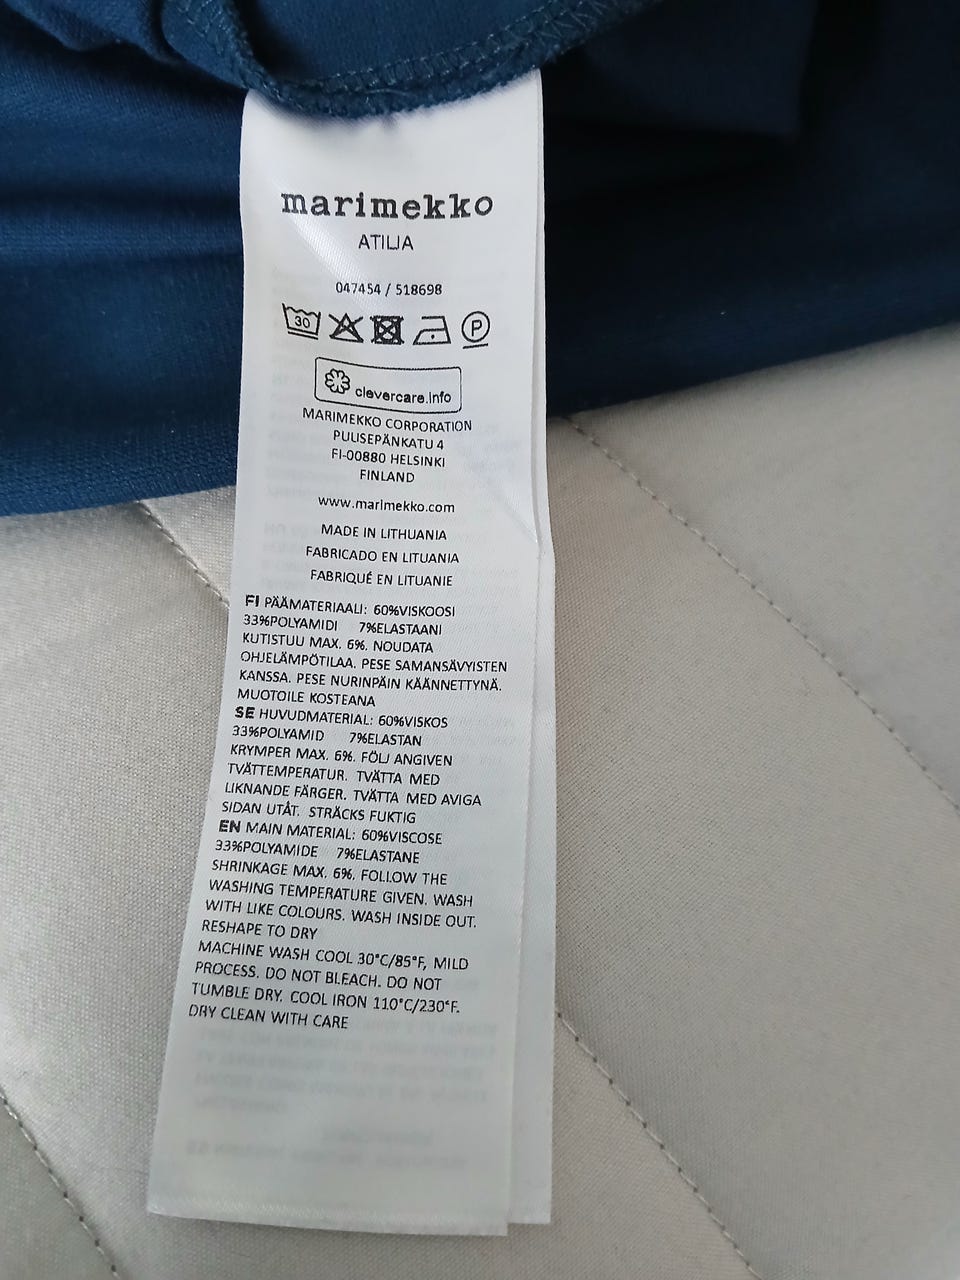 marimekko
ATILIA
047454 / 518698
30
P
clevercare.info
MARIMEKKO CORPORATION
PUUSEPÄNKATU 4
FI-00880 HELSINKI
FINLAND
www.marimekko.com
MADE IN LITHUANIA
FABRICADO EN LITUANIA
FABRIQUÉ EN LITUANIE
FI PÄÄMATERIAALI: 60%VISKOOSI
33%POLYAMIDI 7%ELASTAANI
KUTISTUU MAX. 6%. NOUDATA
OHJELÄMPÖTILAA. PESE SAMANSÄVYISTEN
KANSSA. PESE NURINPÄIN KÄÄNNETTYNÄ.
MUOTOILE KOSTEANA
SE HUVUDMATERIAL: 60%VISKOS
33%POLYAMID 7%ELASTAN
KRYMPER MAX. 6%. FÖLJ ANGIVEN
TVÄTTEMPERATUR. TVÄTTA MED
LIKNANDE FÄRGER. TVÄTTA MED AVIGA
SIDAN UTÅT. STRÄCKS FUKTIG
EN MAIN MATERIAL: 60%VISCOSE
33%POLYAMIDE 7%ELASTANE
SHRINKAGE MAX. 6%. FOLLOW THE
WASHING TEMPERATURE GIVEN. WASH
WITH LIKE COLOURS. WASH INSIDE OUT.
RESHAPE TO DRY
MACHINE WASH COOL 30°C/85°F, MILD
PROCESS. DO NOT BLEACH. DO NOT
TUMBLE DRY. COOL IRON 110°C/230°F.
DRY CLEAN WITH CARE